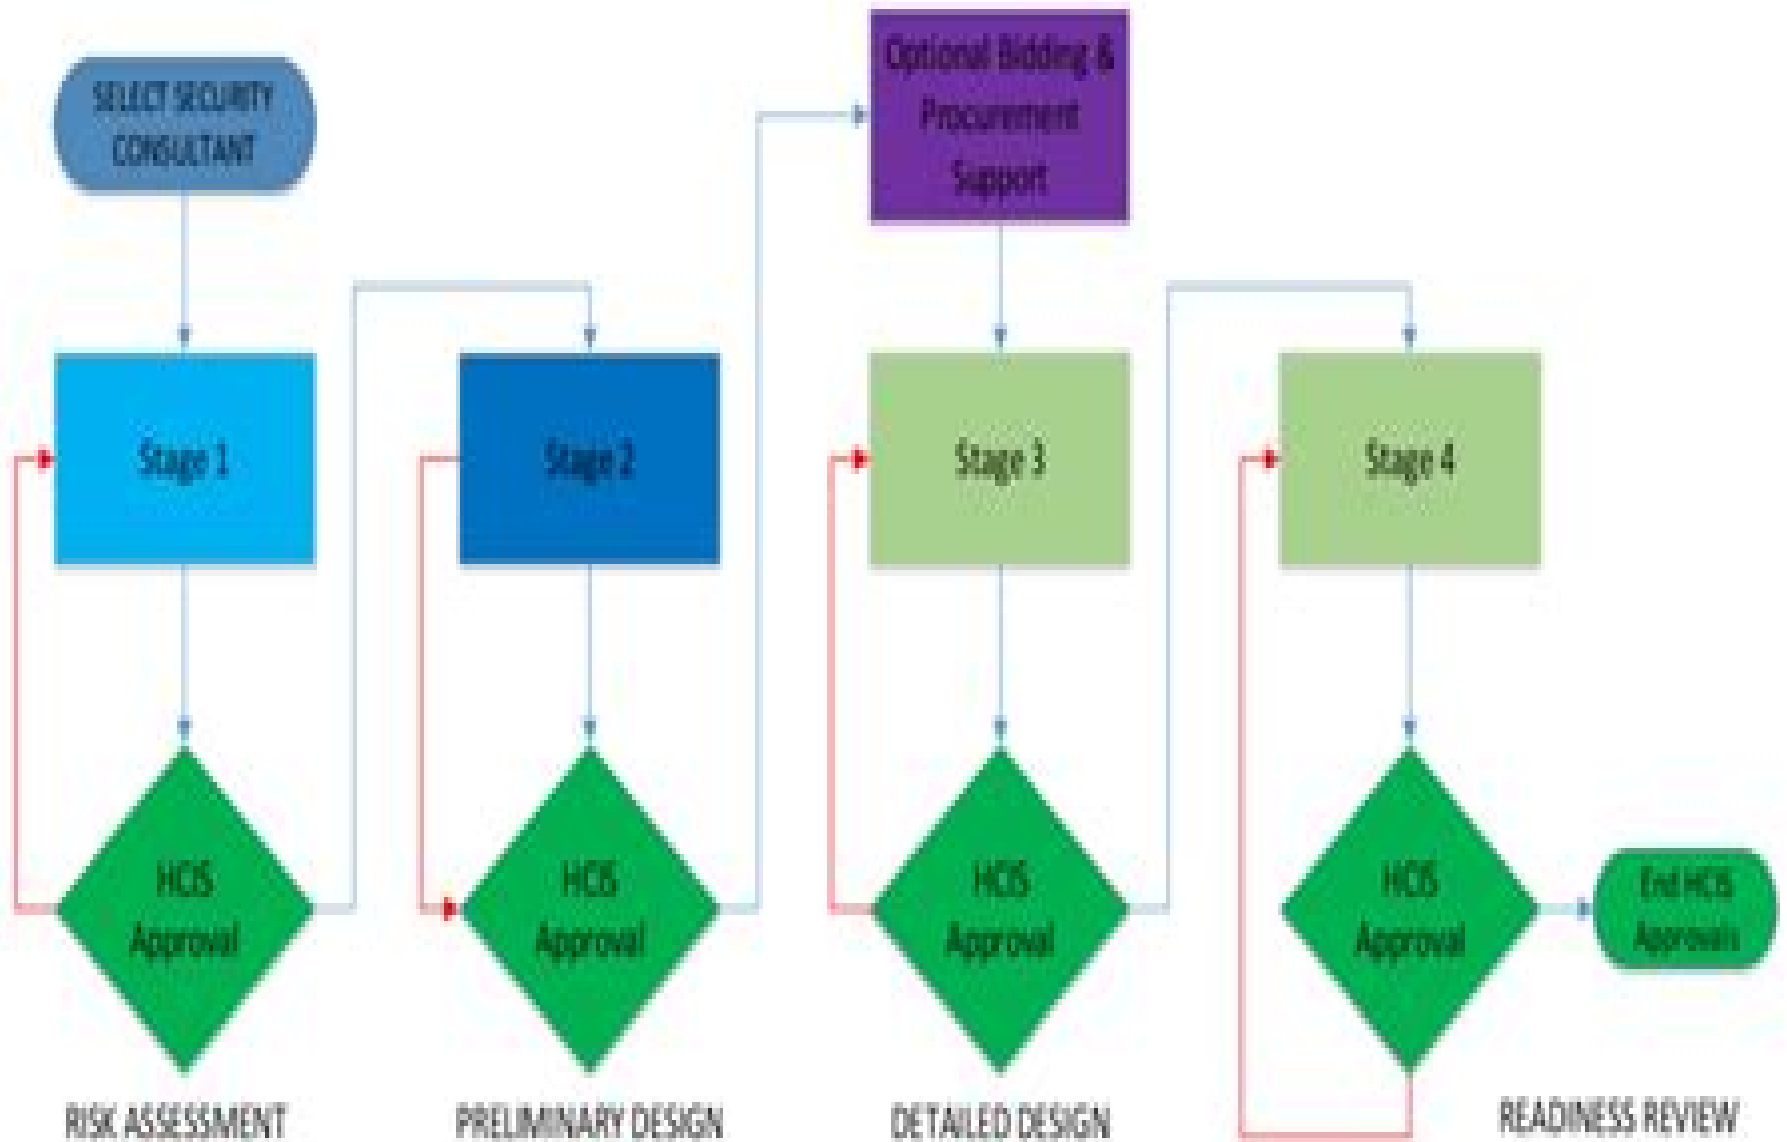 SELECT SECURITY
CONSULTANT
Optional Bidding &
Procurement
Support
Stage 1
Stage 2
Stage 3
Stage 4
HCIS
Approval
HCIS
Approval
HCIS
Approval
HCIS
Approval
End HCIS
Approvals
RISK ASSESSMENT
PRELIMINARY DESIGN
DETAILED DESIGN
READINESS REVIEW